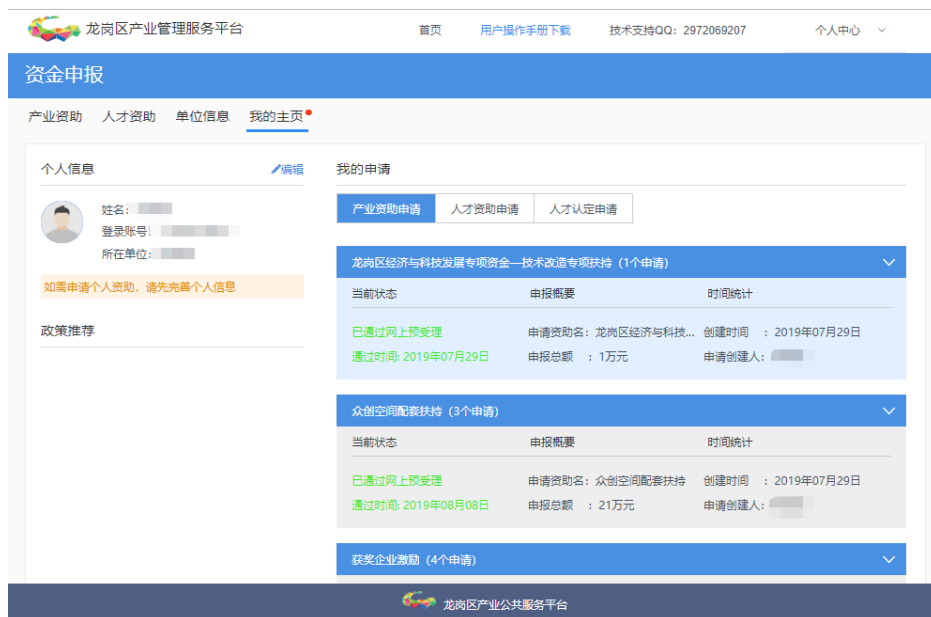 龙岗区产业管理服务平台 首页 用户操作手册下载 技术支持QQ：2972069207 个人中心
资金申报
产业资助 人才资助 单位信息 我的主页
个人信息 编辑
姓名:
登录账号:
所在单位:
如需申请个人资助，请先完善个人信息
政策推荐
我的申请
产业资助申请 人才资助申请 人才认定申请
龙岗区经济与科技发展专项资金—技术改造专项扶持（1个申请）
当前状态 申报概要 时间统计
已通过网上预受理 申请资助名：龙岗区经济与科技... 创建时间 ：2019年07月29日
通过时间: 2019年07月29日 申报总额 ：1万元 申请创建人：
众创空间配套扶持（3个申请）
当前状态 申报概要 时间统计
已通过网上预受理 申请资助名：众创空间配套扶持 创建时间 ：2019年07月29日
通过时间: 2019年08月08日 申报总额 ：21万元 申请创建人：
获奖企业激励（4个申请）
龙岗区产业公共服务平台